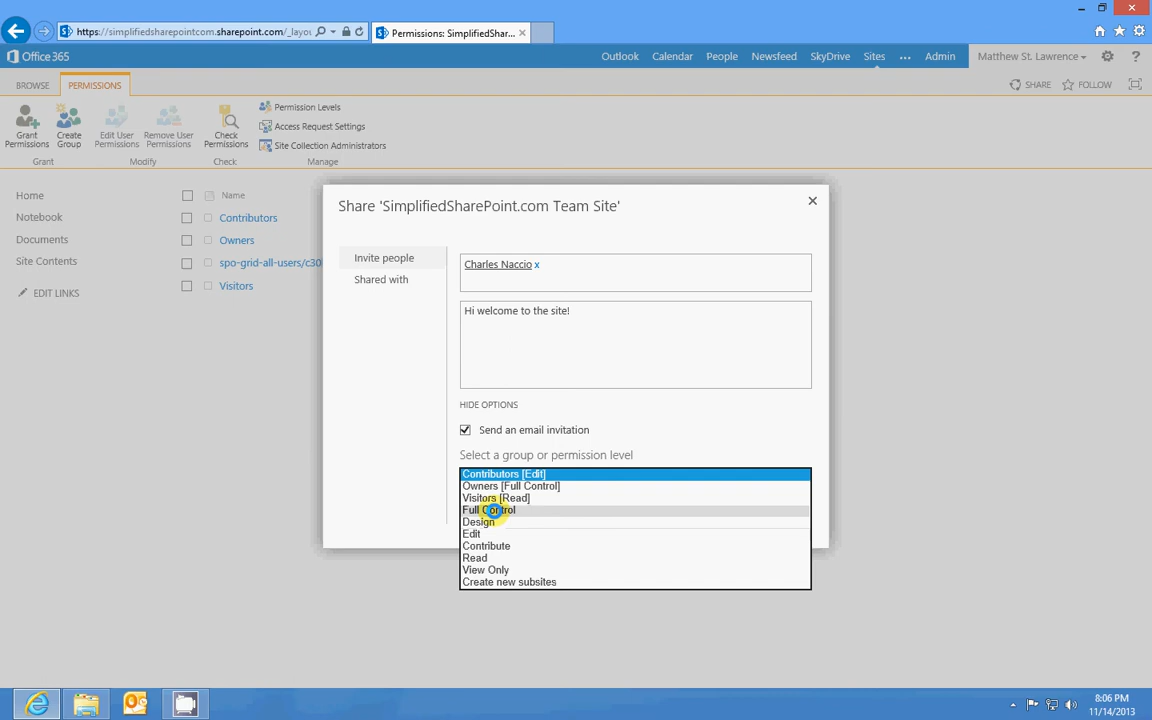 https://simplifiedsharepointcom.sharepoint.com/_layou
Permissions: SimplifiedShar...
Office 365
Outlook Calendar People Newsfeed SkyDrive Sites ... Admin Matthew St. Lawrence ?
BROWSE PERMISSIONS SHARE FOLLOW
Grant Permissions
Create Group
Edit User Permissions
Remove User Permissions
Check Permissions
Permission Levels
Access Request Settings
Site Collection Administrators
Grant Modify Check Manage
Home
Notebook
Documents
Site Contents
EDIT LINKS
Name
Contributors
Owners
spo-grid-all-users/c30
Visitors
Share 'SimplifiedSharePoint.com Team Site'
Invite people
Shared with
Charles Naccio x
Hi welcome to the site!
HIDE OPTIONS
Send an email invitation
Select a group or permission level
Contributors [Edit]
Owners [Full Control]
Visitors [Read]
Full Control
Design
Edit
Contribute
Read
View Only
Create new subsites
8:06 PM
11/14/2013